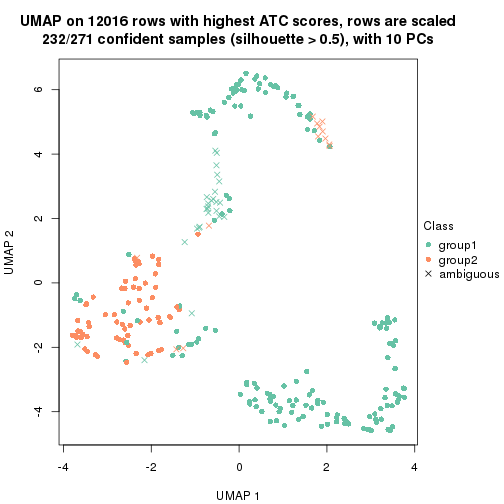 UMAP on 12016 rows with highest ATC scores, rows are scaled
232/271 confident samples (silhouette > 0.5), with 10 PCs
6
4
2
0
-2
-4
UMAP 2
-4
-2
0
2
4
UMAP 1
Class
group1
group2
ambiguous